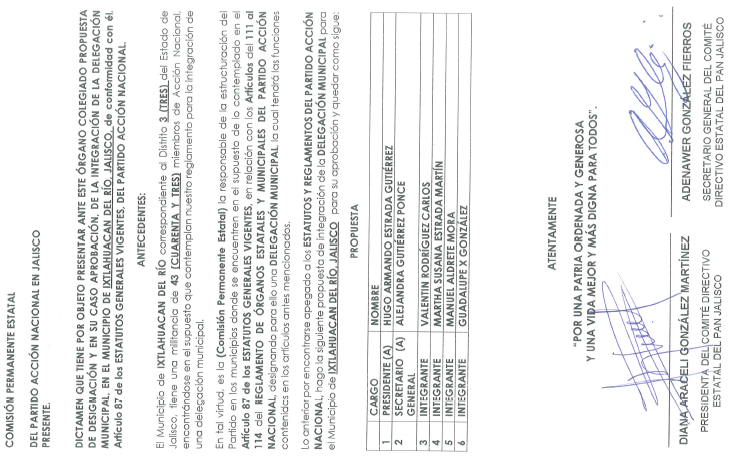 COMISIÓN PERMANENTE ESTATAL
DEL PARTIDO ACCIÓN NACIONAL EN JALISCO
PRESENTE.
DICTAMEN QUE TIENE POR OBJETO PRESENTAR ANTE ESTE ÓRGANO COLEGIADO PROPUESTA
DE DESIGNACIÓN Y EN SU CASO APROBACIÓN, DE LA INTEGRACIÓN DE LA DELEGACIÓN
MUNICIPAL, EN EL MUNICIPIO DE IXTLAHUACAN DEL RÍO, JALISCO, de conformidad con él.
Artículo 87 de los ESTATUTOS GENERALES VIGENTES, DEL PARTIDO ACCIÓN NACIONAL.
ANTECEDENTES:
El Municipio de IXTLAHUACAN DEL RÍO correspondiente al Distrito 3 (TRES) del Estado de
Jalisco, tiene una militancia de 43 (CUARENTA Y TRES) miembros de Acción Nacional,
encontrándose en el supuesto que contemplan nuestro reglamento para la integración de
una delegación municipal.
En tal virtud, es la (Comisión Permanente Estatal) la responsable de la estructuración del
Partido en los municipios donde se encuentren en el supuesto de lo contemplado en el
Artículo 87 de los ESTATUTOS GENERALES VIGENTES, en relación con los Artículos del 111 al
114 del REGLAMENTO DE ÓRGANOS ESTATALES Y MUNICIPALES DEL PARTIDO ACCIÓN
NACIONAL, designando para ello una DELEGACIÓN MUNICIPAL la cual tendrá las funciones
contenidas en los artículos antes mencionados.
Lo anterior por encontrarse apegado a los ESTATUTOS Y REGLAMENTOS DEL PARTIDO ACCIÓN
NACIONAL, hago la siguiente propuesta de integración de la DELEGACIÓN MUNICIPAL para
el Municipio de IXTLAHUACAN DEL RÍO, JALISCO para su aprobación y quedar como sigue:
PROPUESTA
CARGO NOMBRE
1 PRESIDENTE (A) HUGO ARMANDO ESTRADA GUTIÉRREZ
2 SECRETARIO (A) GENERAL ALEJANDRA GUTIÉRREZ PONCE
3 INTEGRANTE VALENTIN RODRÍGUEZ CARLOS
4 INTEGRANTE MARTHA SUSANA ESTRADA MARTÍN
5 INTEGRANTE MANUEL ALDRETE MORA
6 INTEGRANTE GUADALUPE X GONZÁLEZ
ATENTAMENTE
"POR UNA PATRIA ORDENADA Y GENEROSA
Y UNA VIDA MEJOR Y MÁS DIGNA PARA TODOS".
DIANA ARACELI GONZÁLEZ MARTÍNEZ
PRESIDENTA DEL COMITÉ DIRECTIVO
ESTATAL DEL PAN JALISCO
ADENAWER GONZÁLEZ FIERROS
SECRETARIO GENERAL DEL COMITÉ
DIRECTIVO ESTATAL DEL PAN JALISCO